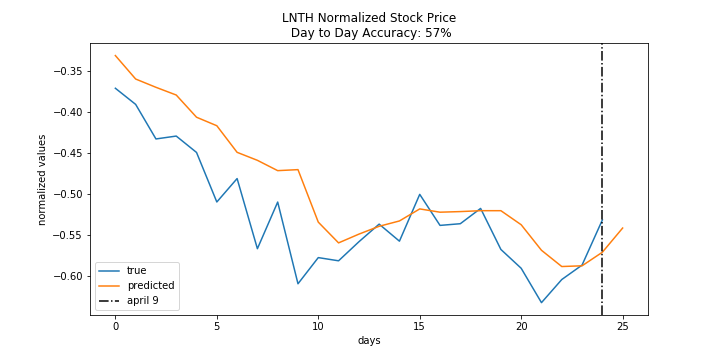 LNTH Normalized Stock Price
Day to Day Accuracy: 57%
normalized values
−0.35
−0.40
−0.45
−0.50
−0.55
−0.60
true
predicted
april 9
0
5
10
15
20
25
days